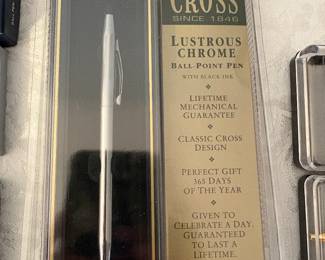 CROSS
SINCE 1846
LUSTROUS
CHROME
BALL-POINT PEN
WITH BLACK INK
LIFETIME
MECHANICAL
GUARANTEE
CLASSIC CROSS
DESIGN
PERFECT GIFT
365 DAYS
OF THE YEAR
GIVEN TO
CELEBRATE A DAY.
GUARANTEED
TO LAST A
LIFETIME.